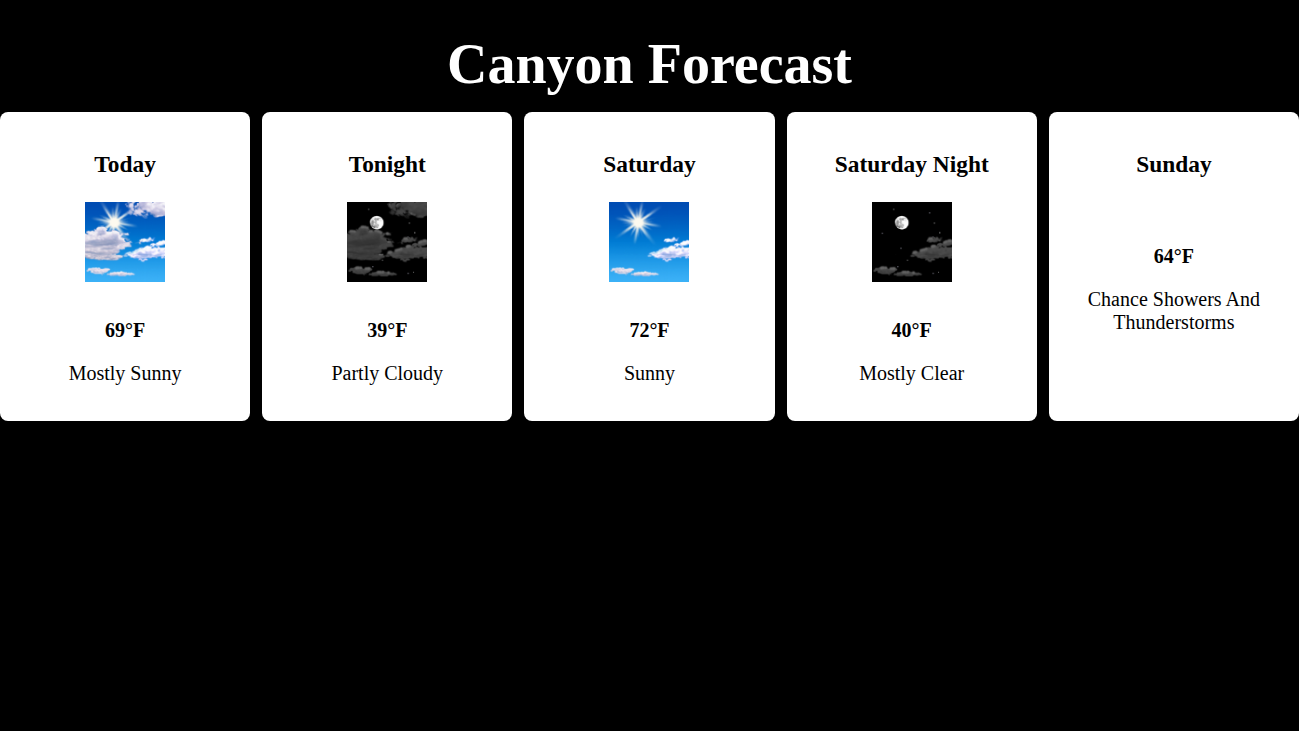 Canyon Forecast
Today
69°F
Mostly Sunny
Tonight
39°F
Partly Cloudy
Saturday
72°F
Sunny
Saturday Night
40°F
Mostly Clear
Sunday
64°F
Chance Showers And
Thunderstorms